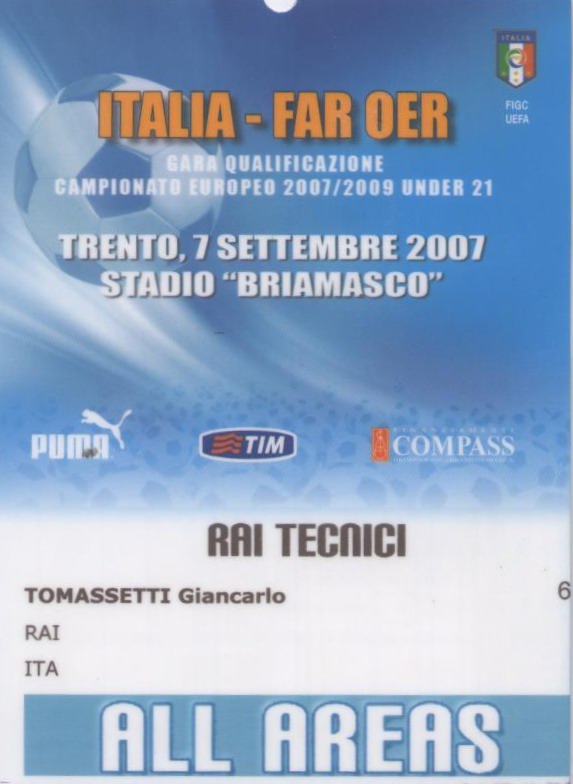 ITALIA
FIGC
UEFA
ITALIA - FAR OER
GARA QUALIFICAZIONE
CAMPIONATO EUROPEO 2007/2009 UNDER 21
TRENTO, 7 SETTEMBRE 2007
STADIO "BRIAMASCO"
PUMA
TIM
FINANZIAMENTI
COMPASS
RAI TECNICI
TOMASSETTI Giancarlo 6
RAI
ITA
ALL AREAS